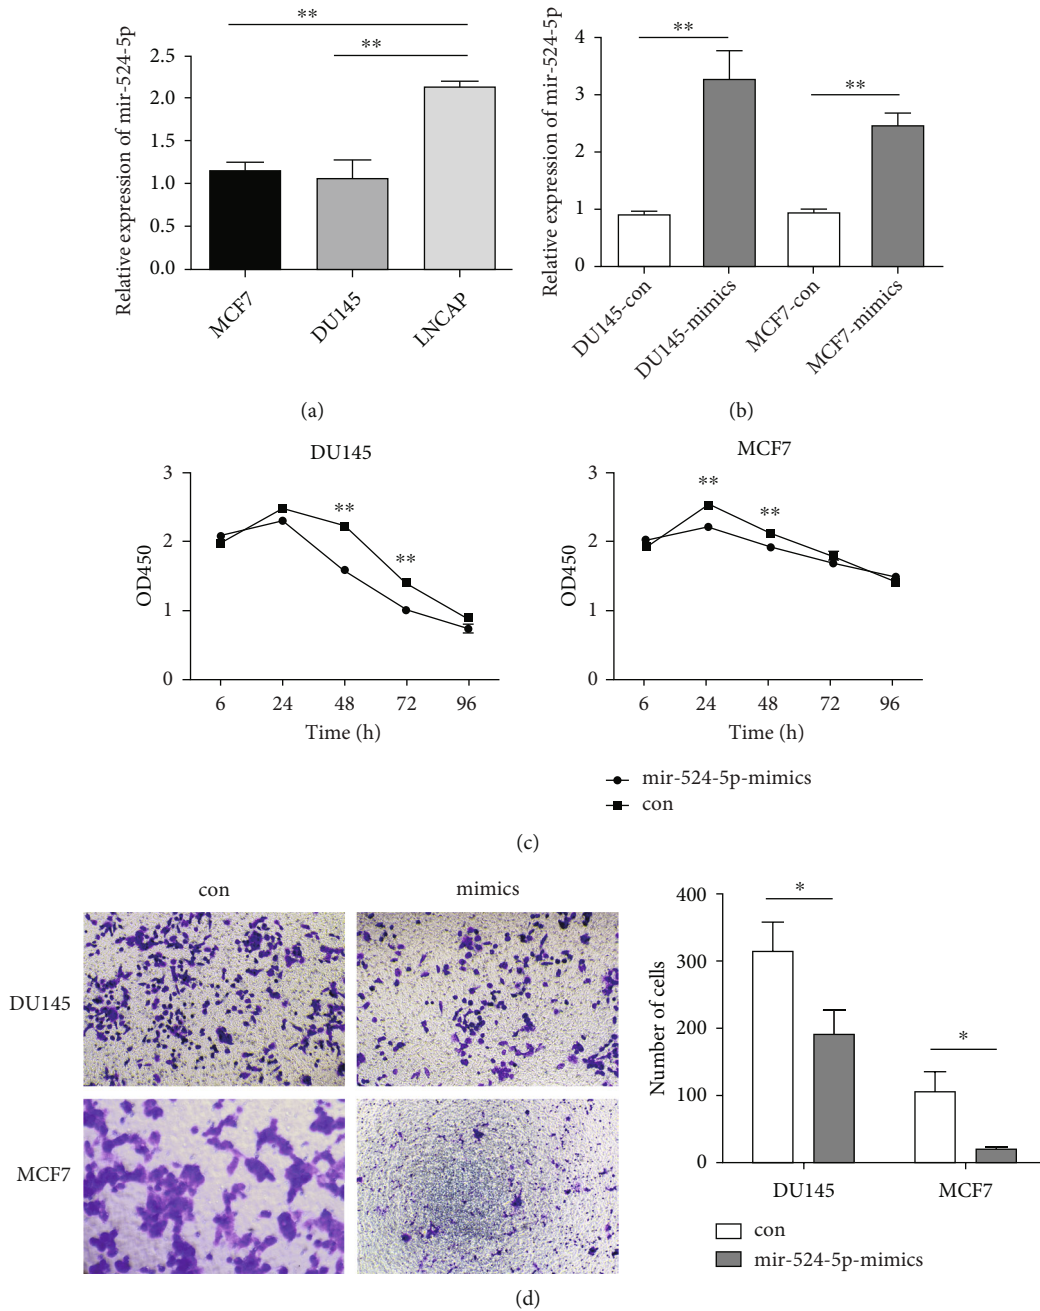 **
**
Relative expression of mir-524-5p
2.5
2.0
1.5
1.0
0.5
0.0
MCF7
DU145
LNCAP
(a)
**
**
Relative expression of mir-524-5p
4
3
2
1
0
DU145-con
DU145-mimics
MCF7-con
MCF7-mimics
(b)
DU145
OD450
3
2
1
0
**
**
6 24 48 72 96
Time (h)
MCF7
OD450
3
2
1
0
**
**
6 24 48 72 96
Time (h)
mir-524-5p-mimics
con
(c)
con mimics
DU145
MCF7
Number of cells
400
300
200
100
0
*
*
DU145 MCF7
con
mir-524-5p-mimics
(d)